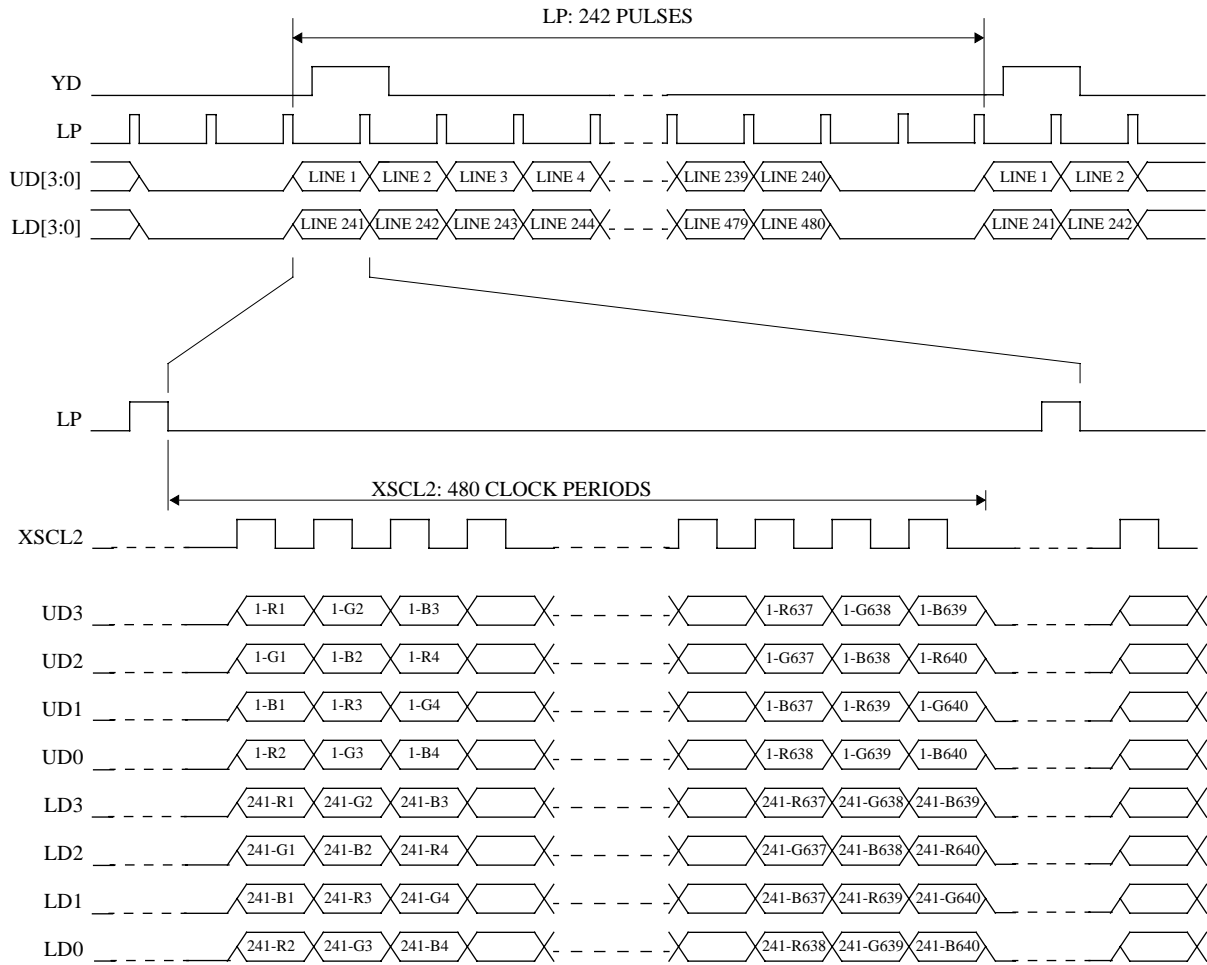 LP: 242 PULSES
YD
LP
UD[3:0] LINE 1 LINE 2 LINE 3 LINE 4 LINE 239 LINE 240 LINE 1 LINE 2
LD[3:0] LINE 241 LINE 242 LINE 243 LINE 244 LINE 479 LINE 480 LINE 241 LINE 242
LP
XSCL2: 480 CLOCK PERIODS
XSCL2
UD3 1-R1 1-G2 1-B3 1-R637 1-G638 1-B639
UD2 1-G1 1-B2 1-R4 1-G637 1-B638 1-R640
UD1 1-B1 1-R3 1-G4 1-B637 1-R639 1-G640
UD0 1-R2 1-G3 1-B4 1-R638 1-G639 1-B640
LD3 241-R1 241-G2 241-B3 241-R637 241-G638 241-B639
LD2 241-G1 241-B2 241-R4 241-G637 241-B638 241-R640
LD1 241-B1 241-R3 241-G4 241-B637 241-R639 241-G640
LD0 241-R2 241-G3 241-B4 241-R638 241-G639 241-B640